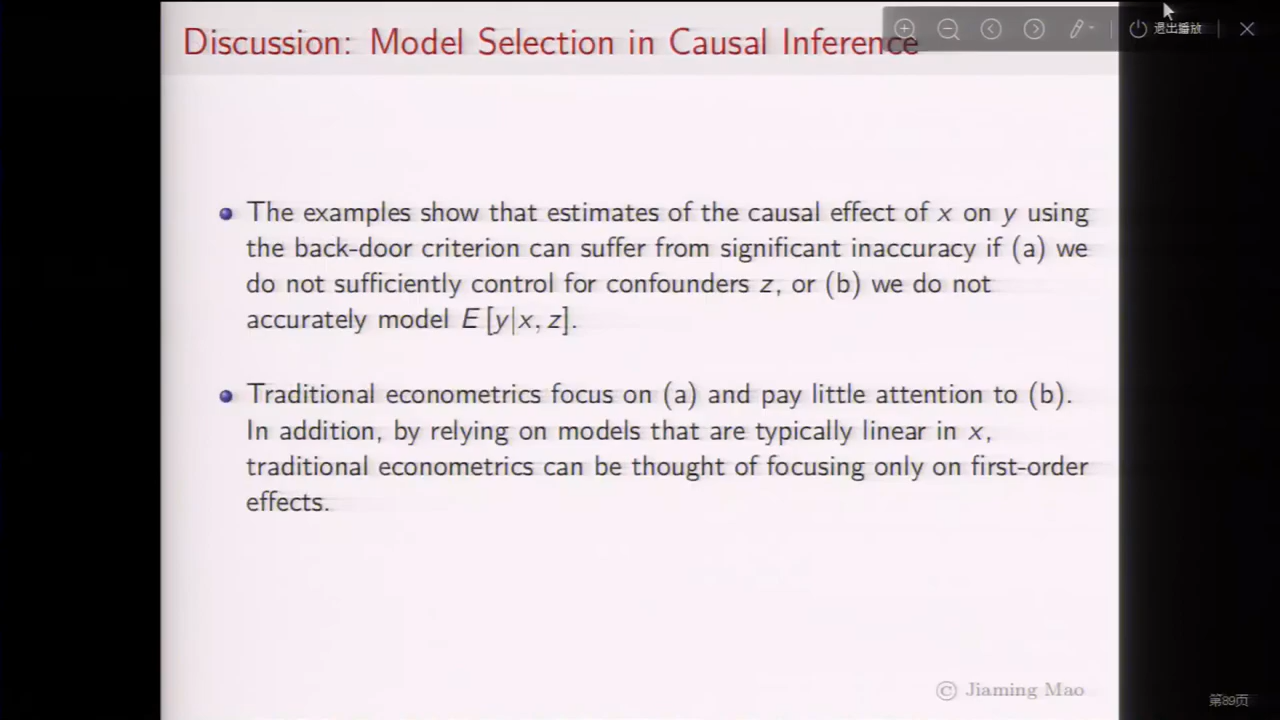 Discussion: Model Selection in Causal Inference
退出播放
The examples show that estimates of the causal effect of x on y using
the back-door criterion can suffer from significant inaccuracy if (a) we
do not sufficiently control for confounders z, or (b) we do not
accurately model E [y|x, z].
Traditional econometrics focus on (a) and pay little attention to (b).
In addition, by relying on models that are typically linear in x,
traditional econometrics can be thought of focusing only on first-order
effects.
© Jiaming Mao
第89页